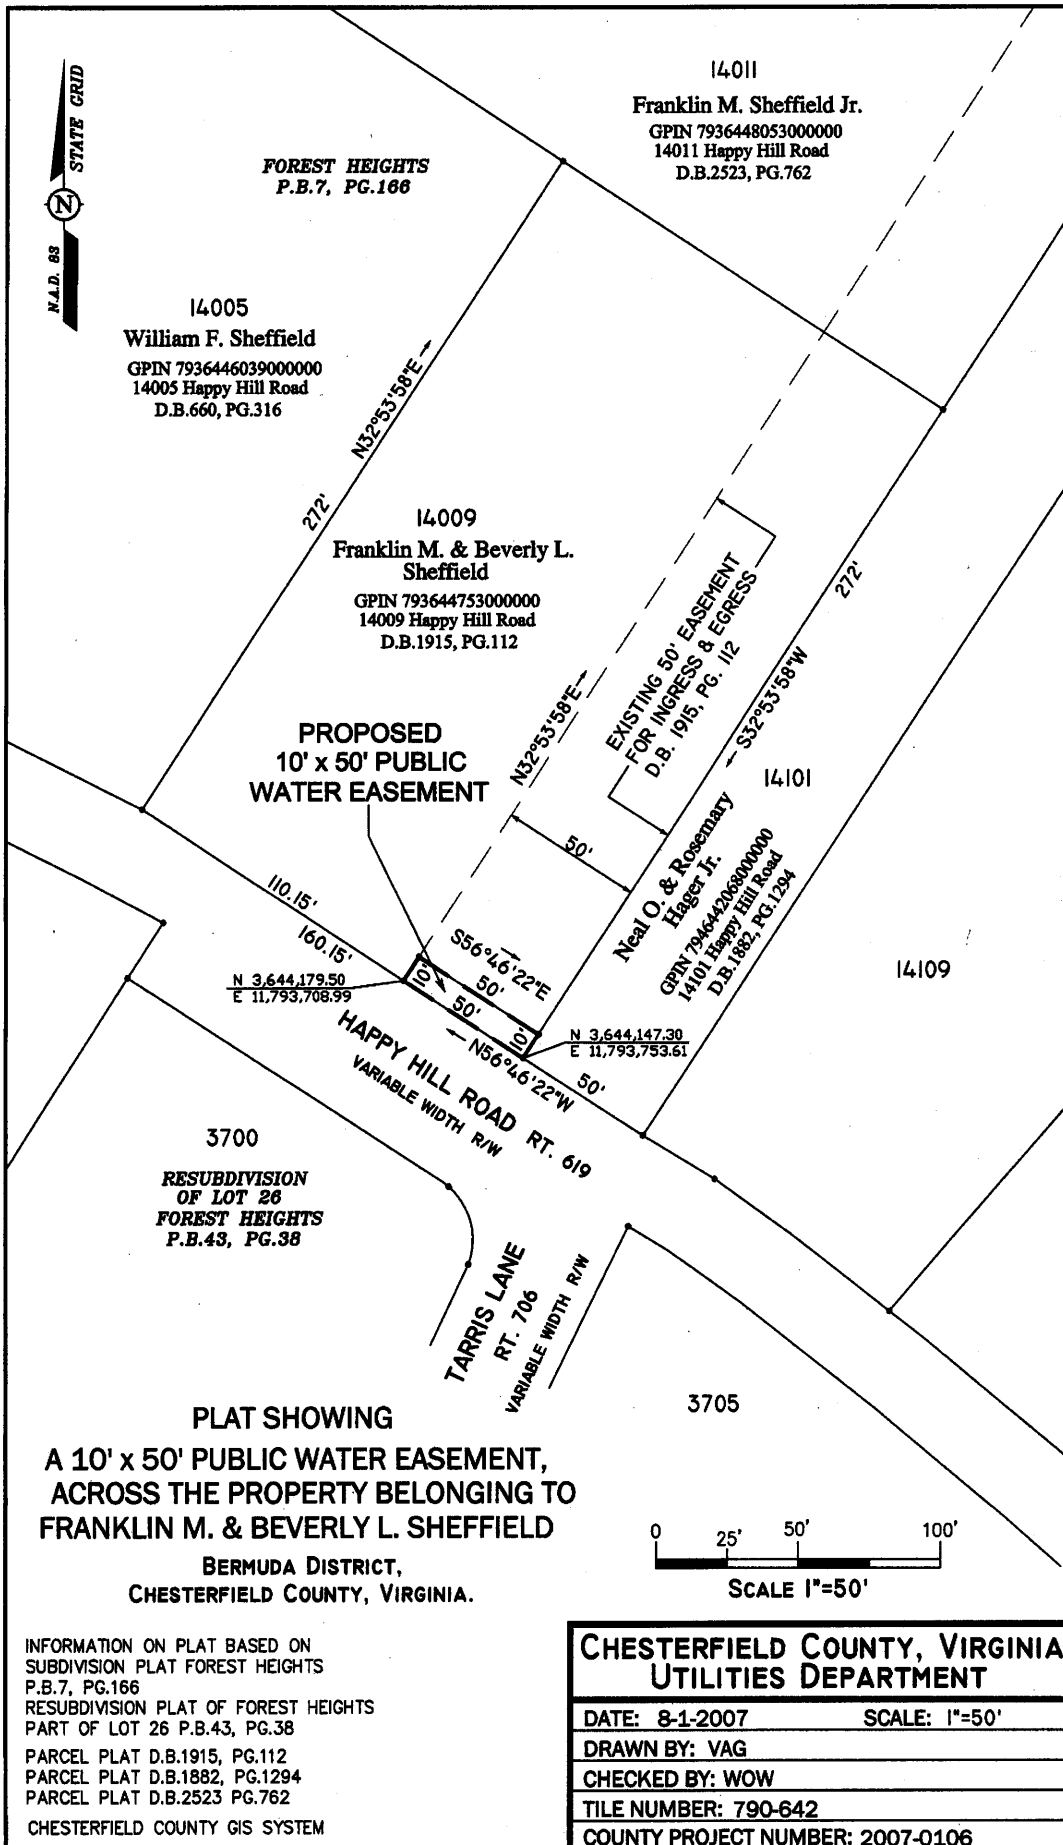 N
STATE GRID
N.A.D. 83
14011
Franklin M. Sheffield Jr.
GPIN 7936448053000000
14011 Happy Hill Road
D.B.2523, PG.762
FOREST HEIGHTS
P.B.7, PG.166
14005
William F. Sheffield
GPIN 7936446039000000
14005 Happy Hill Road
D.B.660, PG.316
N32°53'58"E
272'
14009
Franklin M. & Beverly L.
Sheffield
GPIN 793644753000000
14009 Happy Hill Road
D.B.1915, PG.112
EXISTING 50' EASEMENT
FOR INGRESS & EGRESS
D.B. 1915, PG. 112
272'
S32°53'58"W
N32°53'58"E
PROPOSED
10' x 50' PUBLIC
WATER EASEMENT
50'
14101
Neal O. & Rosemary
Hager Jr.
GPIN 7946442068000000
14101 Happy Hill Road
D.B.1882, PG.1294
14109
110.15'
160.15'
S56°46'22"E
50'
10'
50'
10'
N 3,644,179.50
E 11,793,708.99
N56°46'22"W
N 3,644,147.30
E 11,793,753.61
50'
HAPPY HILL ROAD RT. 619
VARIABLE WIDTH R/W
3700
RESUBDIVISION
OF LOT 26
FOREST HEIGHTS
P.B.43, PG.38
TARRIS LANE
RT. 706
VARIABLE WIDTH R/W
3705
PLAT SHOWING
A 10' x 50' PUBLIC WATER EASEMENT,
ACROSS THE PROPERTY BELONGING TO
FRANKLIN M. & BEVERLY L. SHEFFIELD
BERMUDA DISTRICT,
CHESTERFIELD COUNTY, VIRGINIA.
0 25' 50' 100'
SCALE 1"=50'
INFORMATION ON PLAT BASED ON
SUBDIVISION PLAT FOREST HEIGHTS
P.B.7, PG.166
RESUBDIVISION PLAT OF FOREST HEIGHTS
PART OF LOT 26 P.B.43, PG.38
PARCEL PLAT D.B.1915, PG.112
PARCEL PLAT D.B.1882, PG.1294
PARCEL PLAT D.B.2523 PG.762
CHESTERFIELD COUNTY GIS SYSTEM
CHESTERFIELD COUNTY, VIRGINIA
UTILITIES DEPARTMENT
DATE: 8-1-2007 SCALE: 1"=50'
DRAWN BY: VAG
CHECKED BY: WOW
TILE NUMBER: 790-642
COUNTY PROJECT NUMBER: 2007-0106